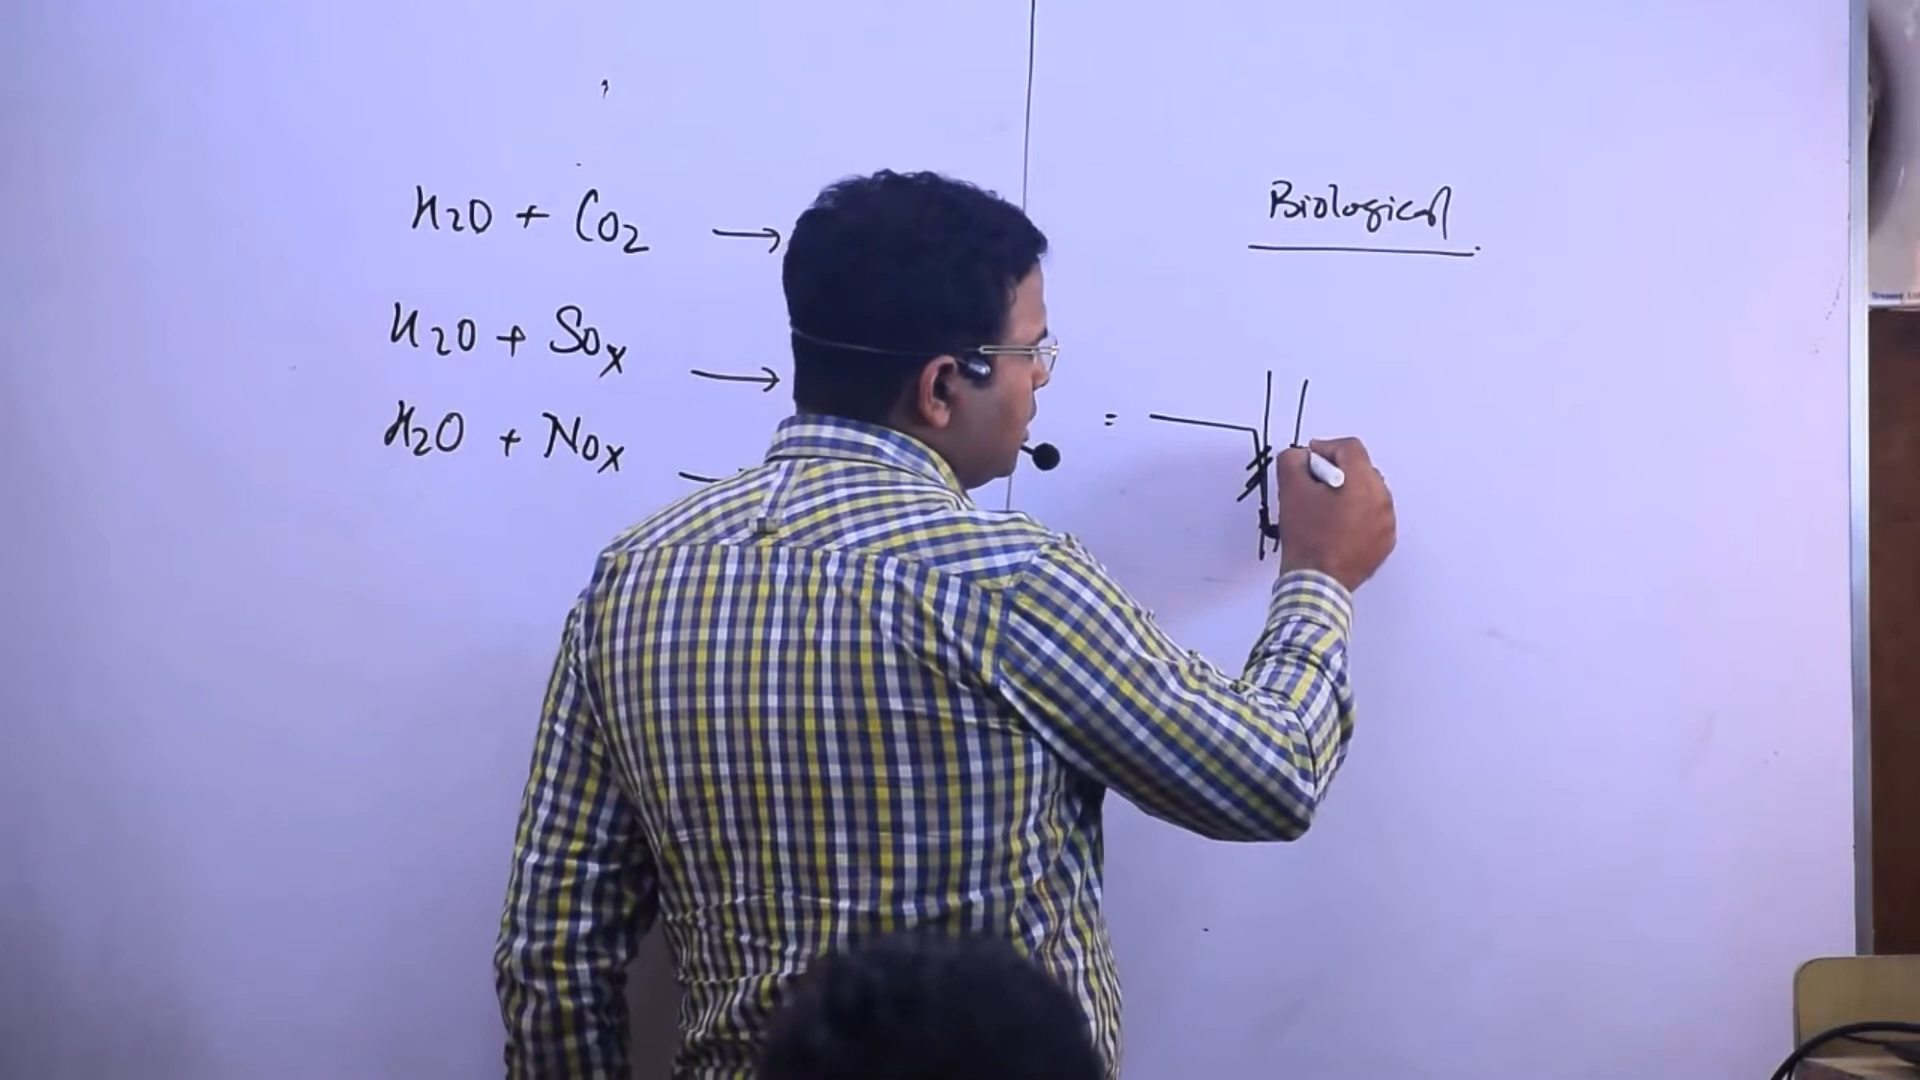 H2O + CO2 →
H2O + SOx →
H2O + NOx
Biological
=